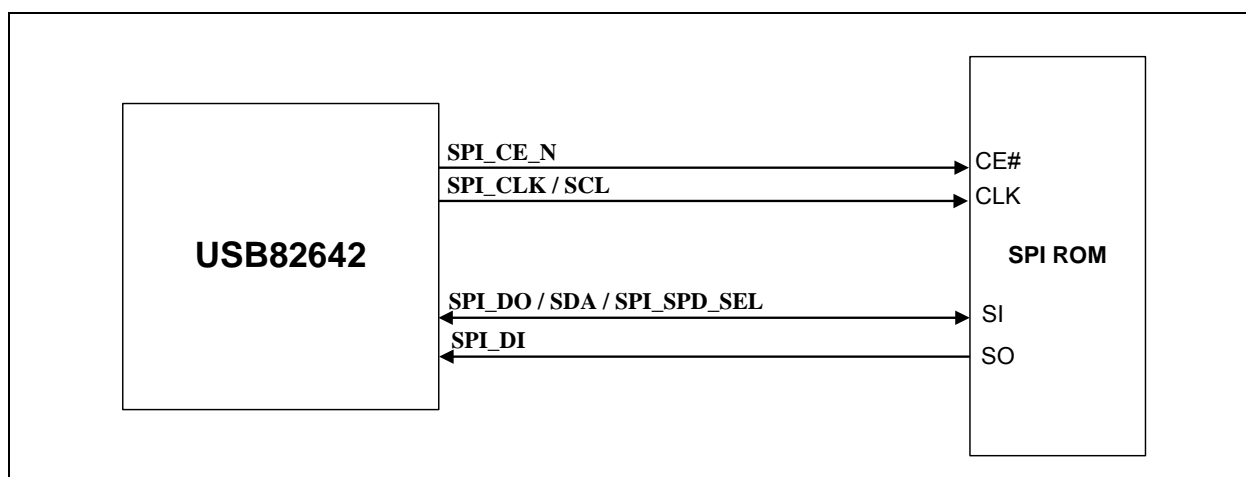 SPI_CE_N
CE#
SPI_CLK / SCL
CLK
USB82642
SPI ROM
SPI_DO / SDA / SPI_SPD_SEL
SI
SPI_DI
SO